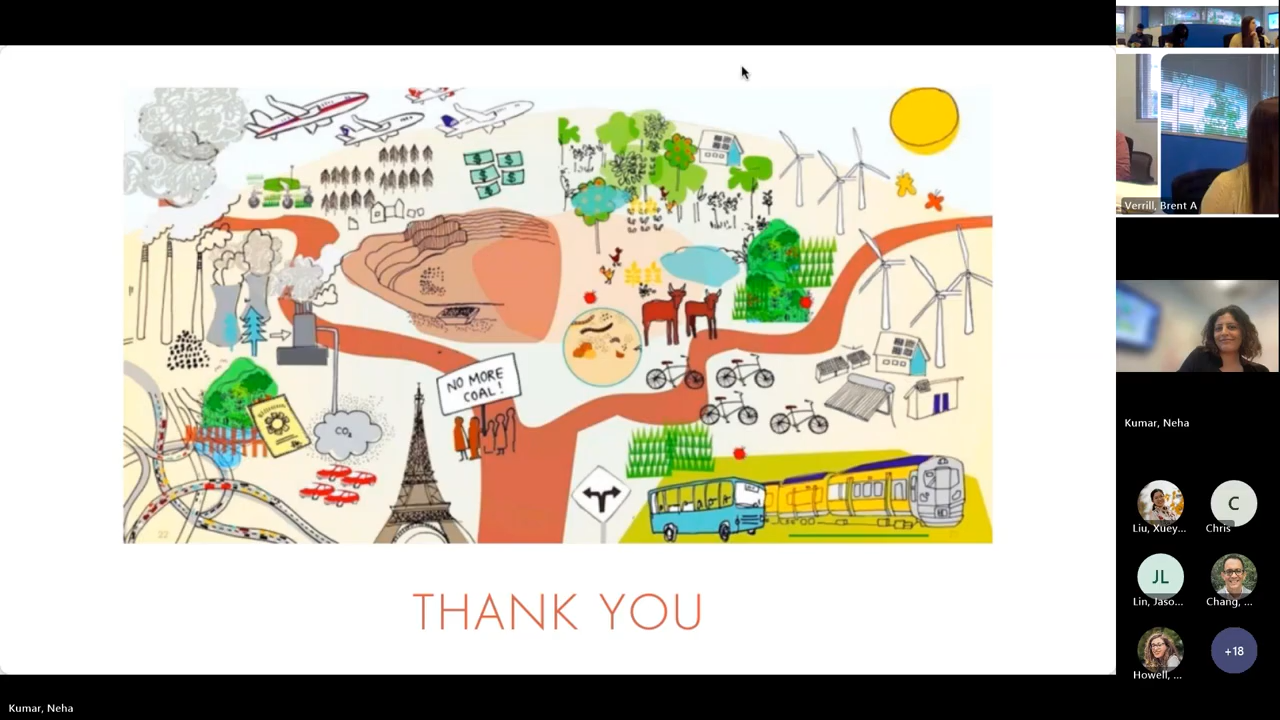 NO MORE
COAL!
CO₂
22
THANK YOU
Verrill, Brent A
Kumar, Neha
Liu, Xuey...
Chris
C
JL
Lin, Jaso...
Chang, ...
Howell, ...
+18
Kumar, Neha